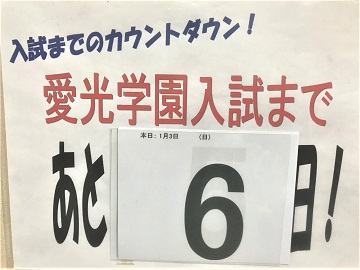 入試までのカウントダウン!
愛光学園入試まで
本日:1月3日 (日)
あと6日!